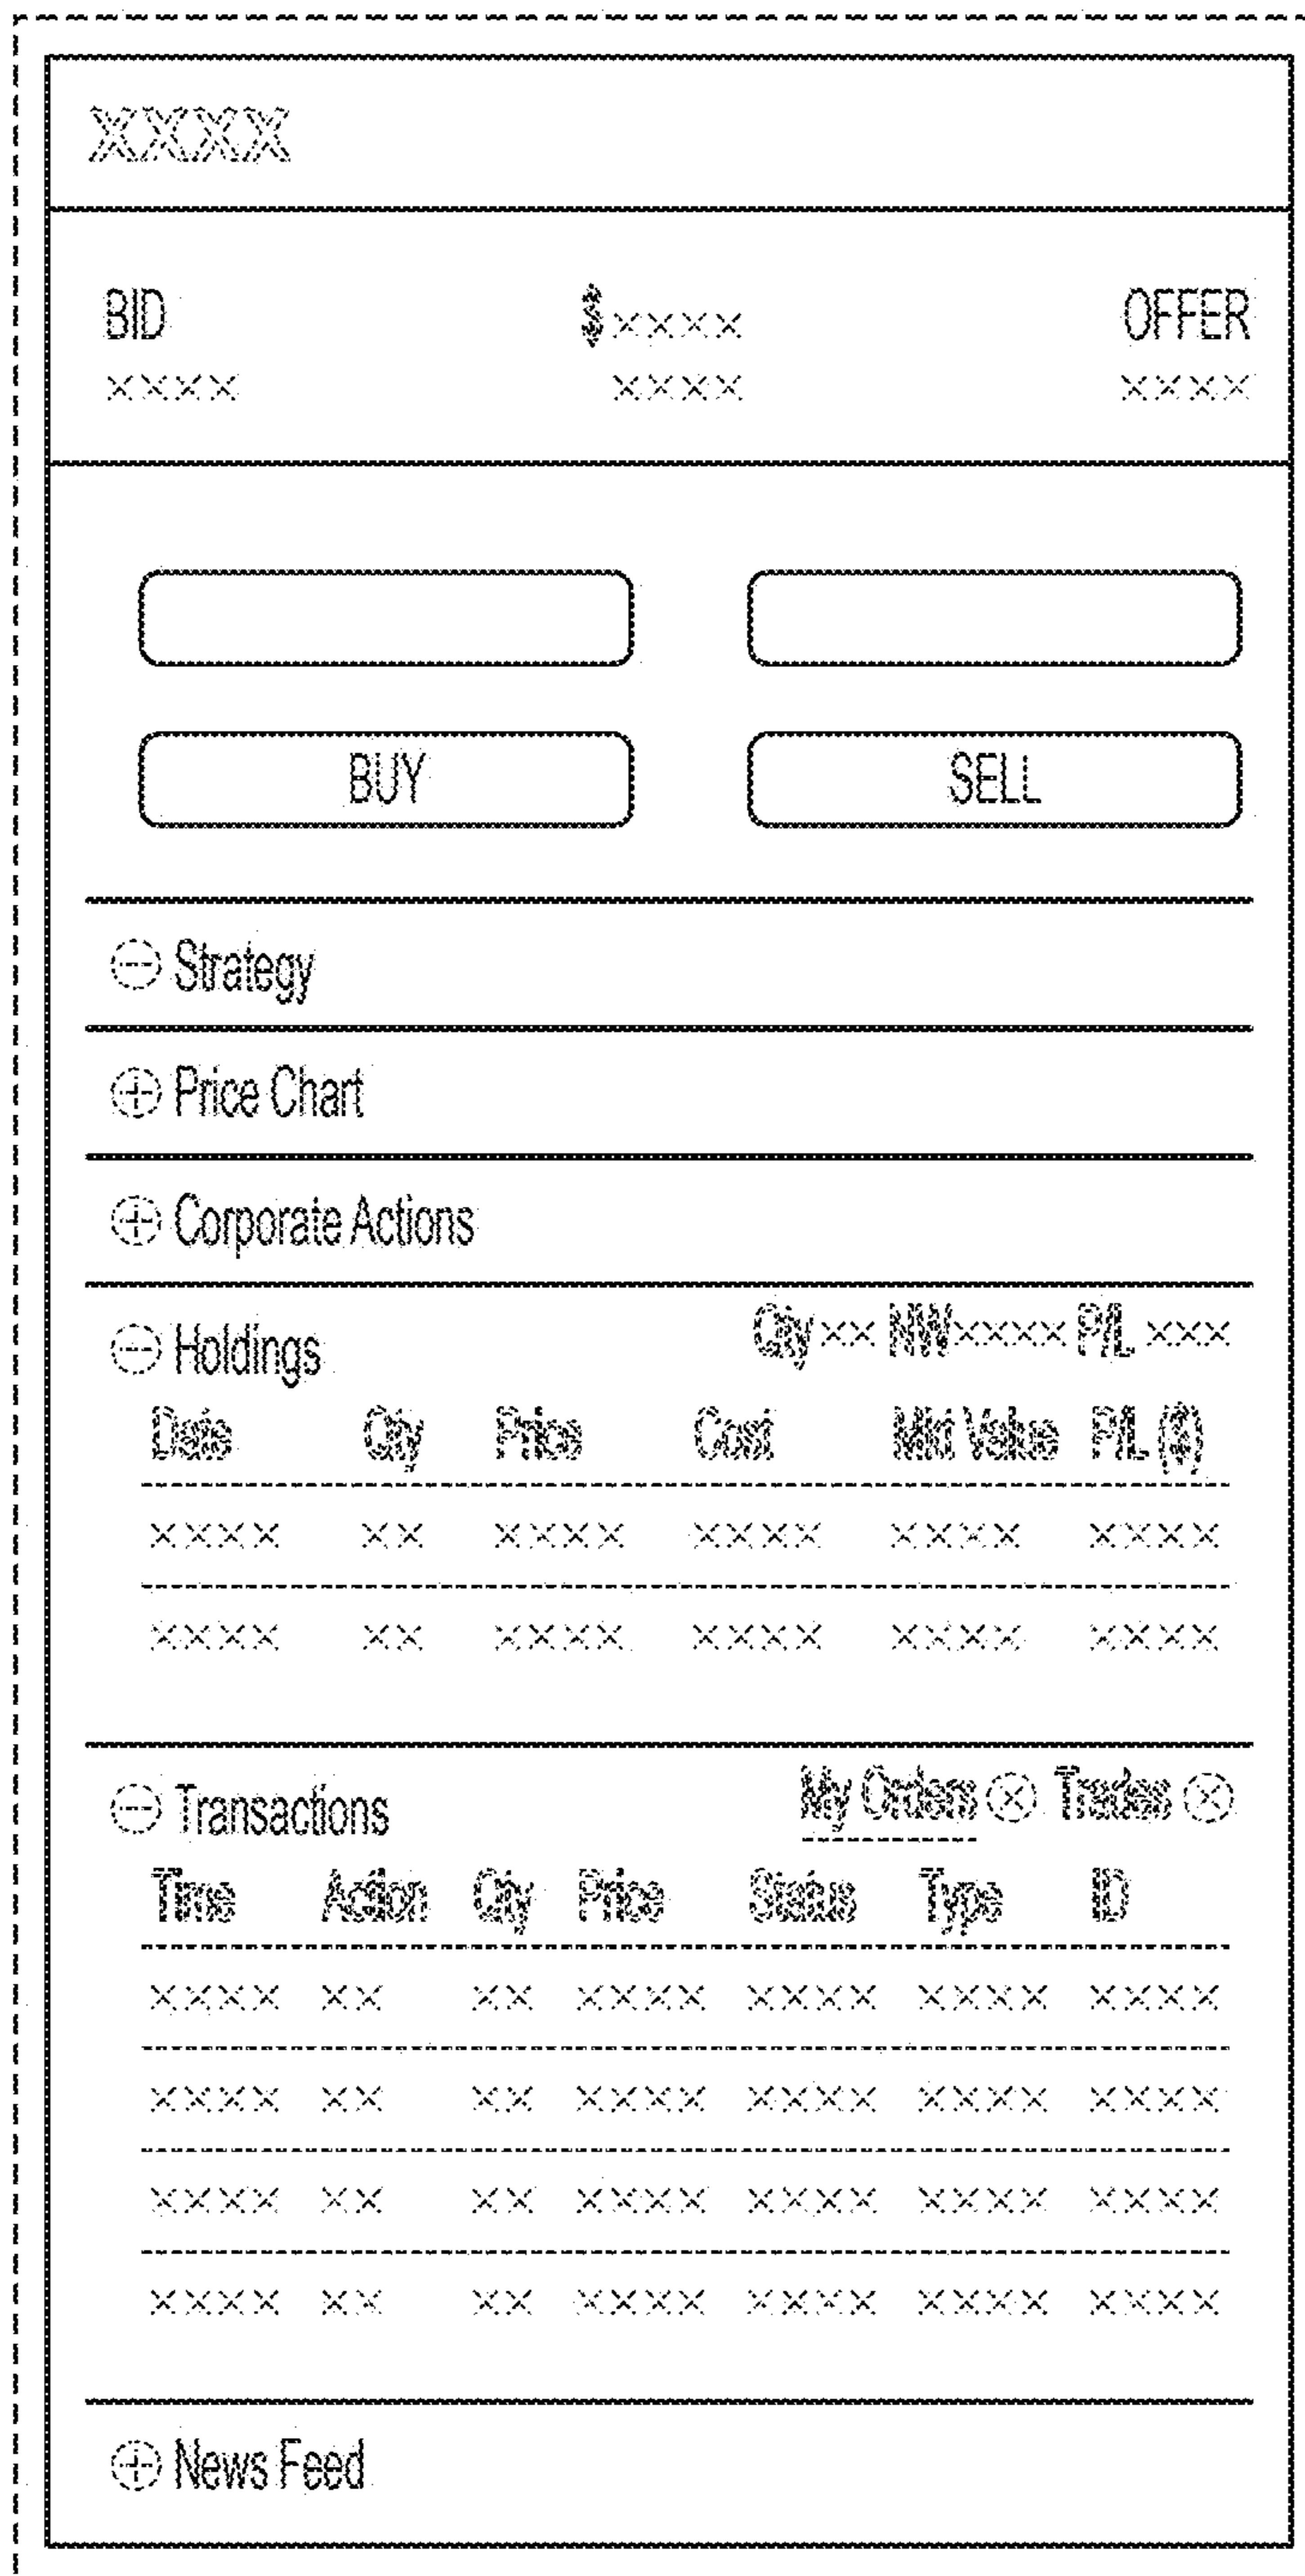 XXXX
BID $XXXX OFFER
XXXX XXXX XXXX
BUY SELL
Strategy
Price Chart
Corporate Actions
Holdings Qty XX MW XXXX P/L XXX
Date Qty Price Cost Mkt Value P/L ($)
XXXX XX XXXX XXXX XXXX XXXX
XXXX XX XXXX XXXX XXXX XXXX
Transactions My Orders Trades
Time Action Qty Price Status Type ID
XXXX XX XX XXXX XXXX XXXX XXXX
XXXX XX XX XXXX XXXX XXXX XXXX
XXXX XX XX XXXX XXXX XXXX XXXX
XXXX XX XX XXXX XXXX XXXX XXXX
News Feed